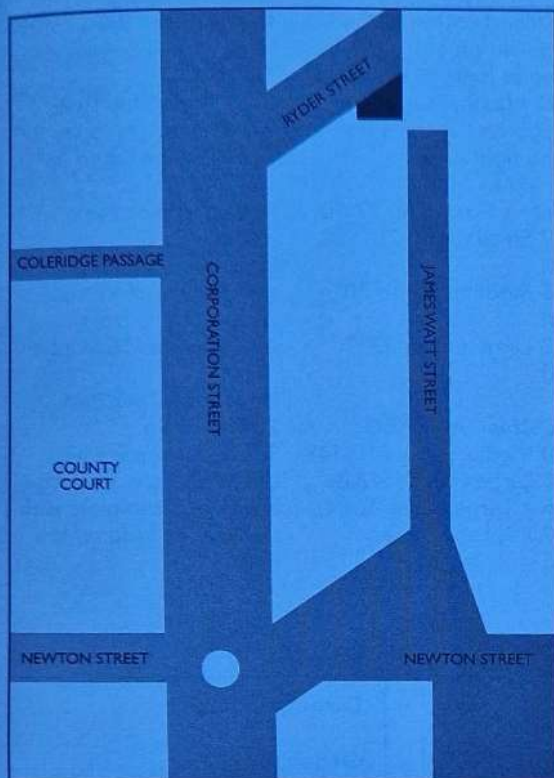 RYDER STREET
COLERIDGE PASSAGE
CORPORATION STREET
JAMES WATT STREET
COUNTY
COURT
NEWTON STREET
NEWTON STREET